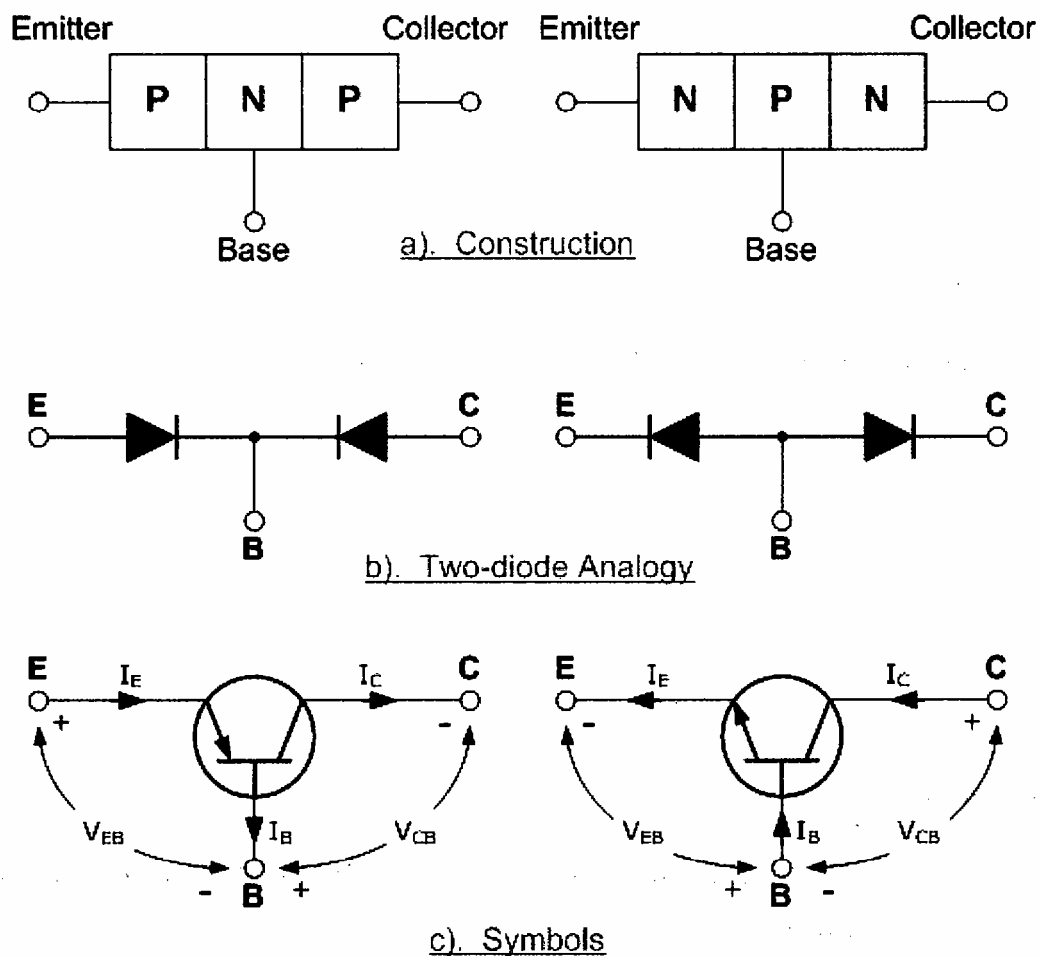 Emitter Collector Emitter Collector
P N P N P N
Base Base
a). Construction
E C E C
B B
b). Two-diode Analogy
E IE IC C E IE IC C
+ - - +
VEB IB VCB VEB IB VCB
- B + + B -
c). Symbols